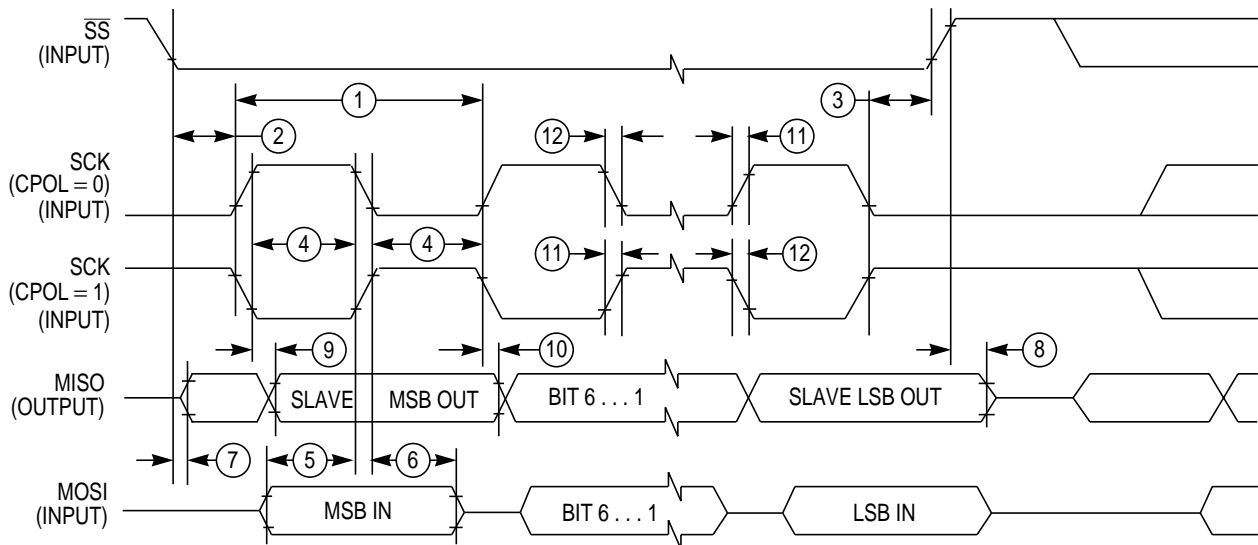 SS
(INPUT)
1
3
2
12
11
SCK
(CPOL = 0)
(INPUT)
4
4
11
12
SCK
(CPOL = 1)
(INPUT)
9
10
8
MISO
(OUTPUT)
SLAVE
MSB OUT
BIT 6 . . . 1
SLAVE LSB OUT
7
5
6
MOSI
(INPUT)
MSB IN
BIT 6 . . . 1
LSB IN